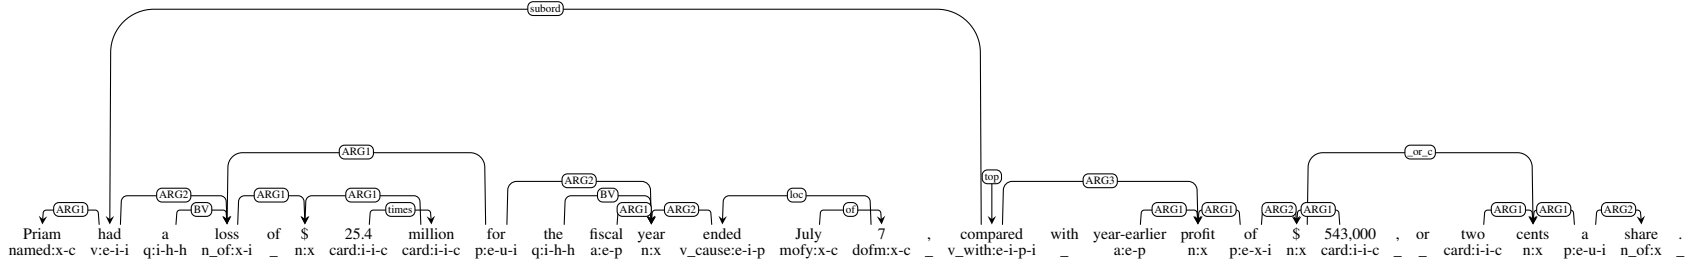 subord
ARG1 _or_c
top
ARG2 ARG3
BV
ARG2 ARG1 ARG1 loc
ARG1 BV times ARG1 ARG2 of ARG1 ARG1 ARG2 ARG1 ARG1 ARG1 ARG2
Priam had a loss of $ 25.4 million for the fiscal year ended July 7 , compared with year-earlier profit of $ 543,000 , or two cents a share .
named:x-c v:e-i-i q:i-h-h n_of:x-i _ n:x card:i-i-c card:i-i-c p:e-u-i q:i-h-h a:e-p n:x v_cause:e-i-p mofy:x-c dofm:x-c _ v_with:e-i-p-i _ a:e-p n:x p:e-x-i n:x card:i-i-c _ _ card:i-i-c n:x p:e-u-i n_of:x _